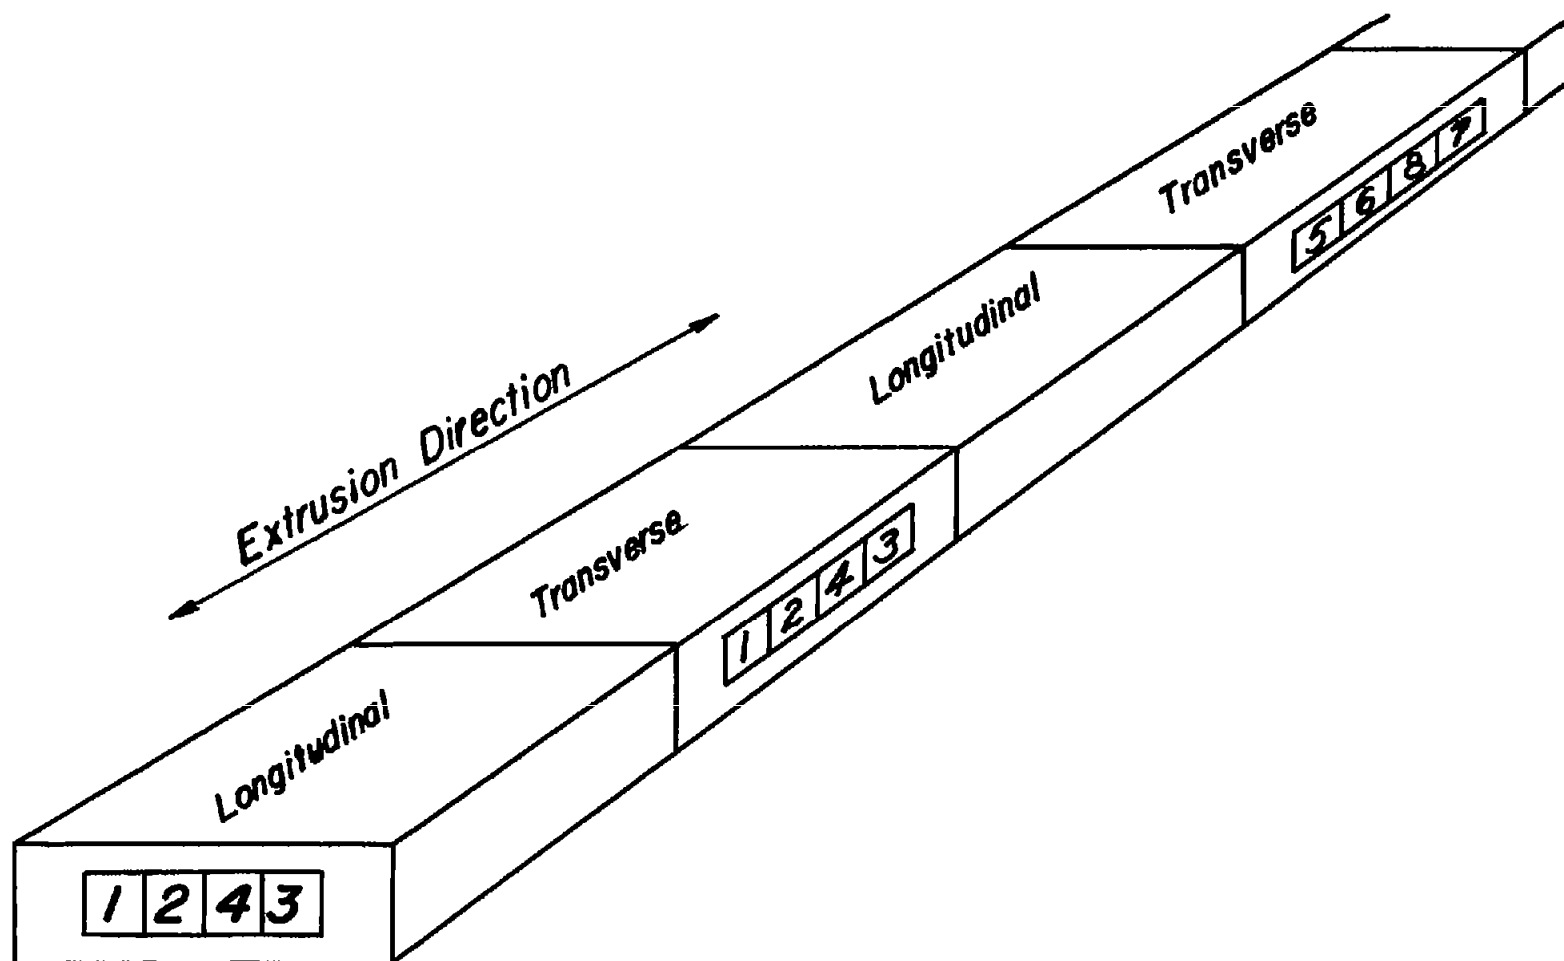 Transverse
5 6 8 7
Longitudinal
Extrusion Direction
Transverse
1 2 4 3
Longitudinal
1 2 4 3